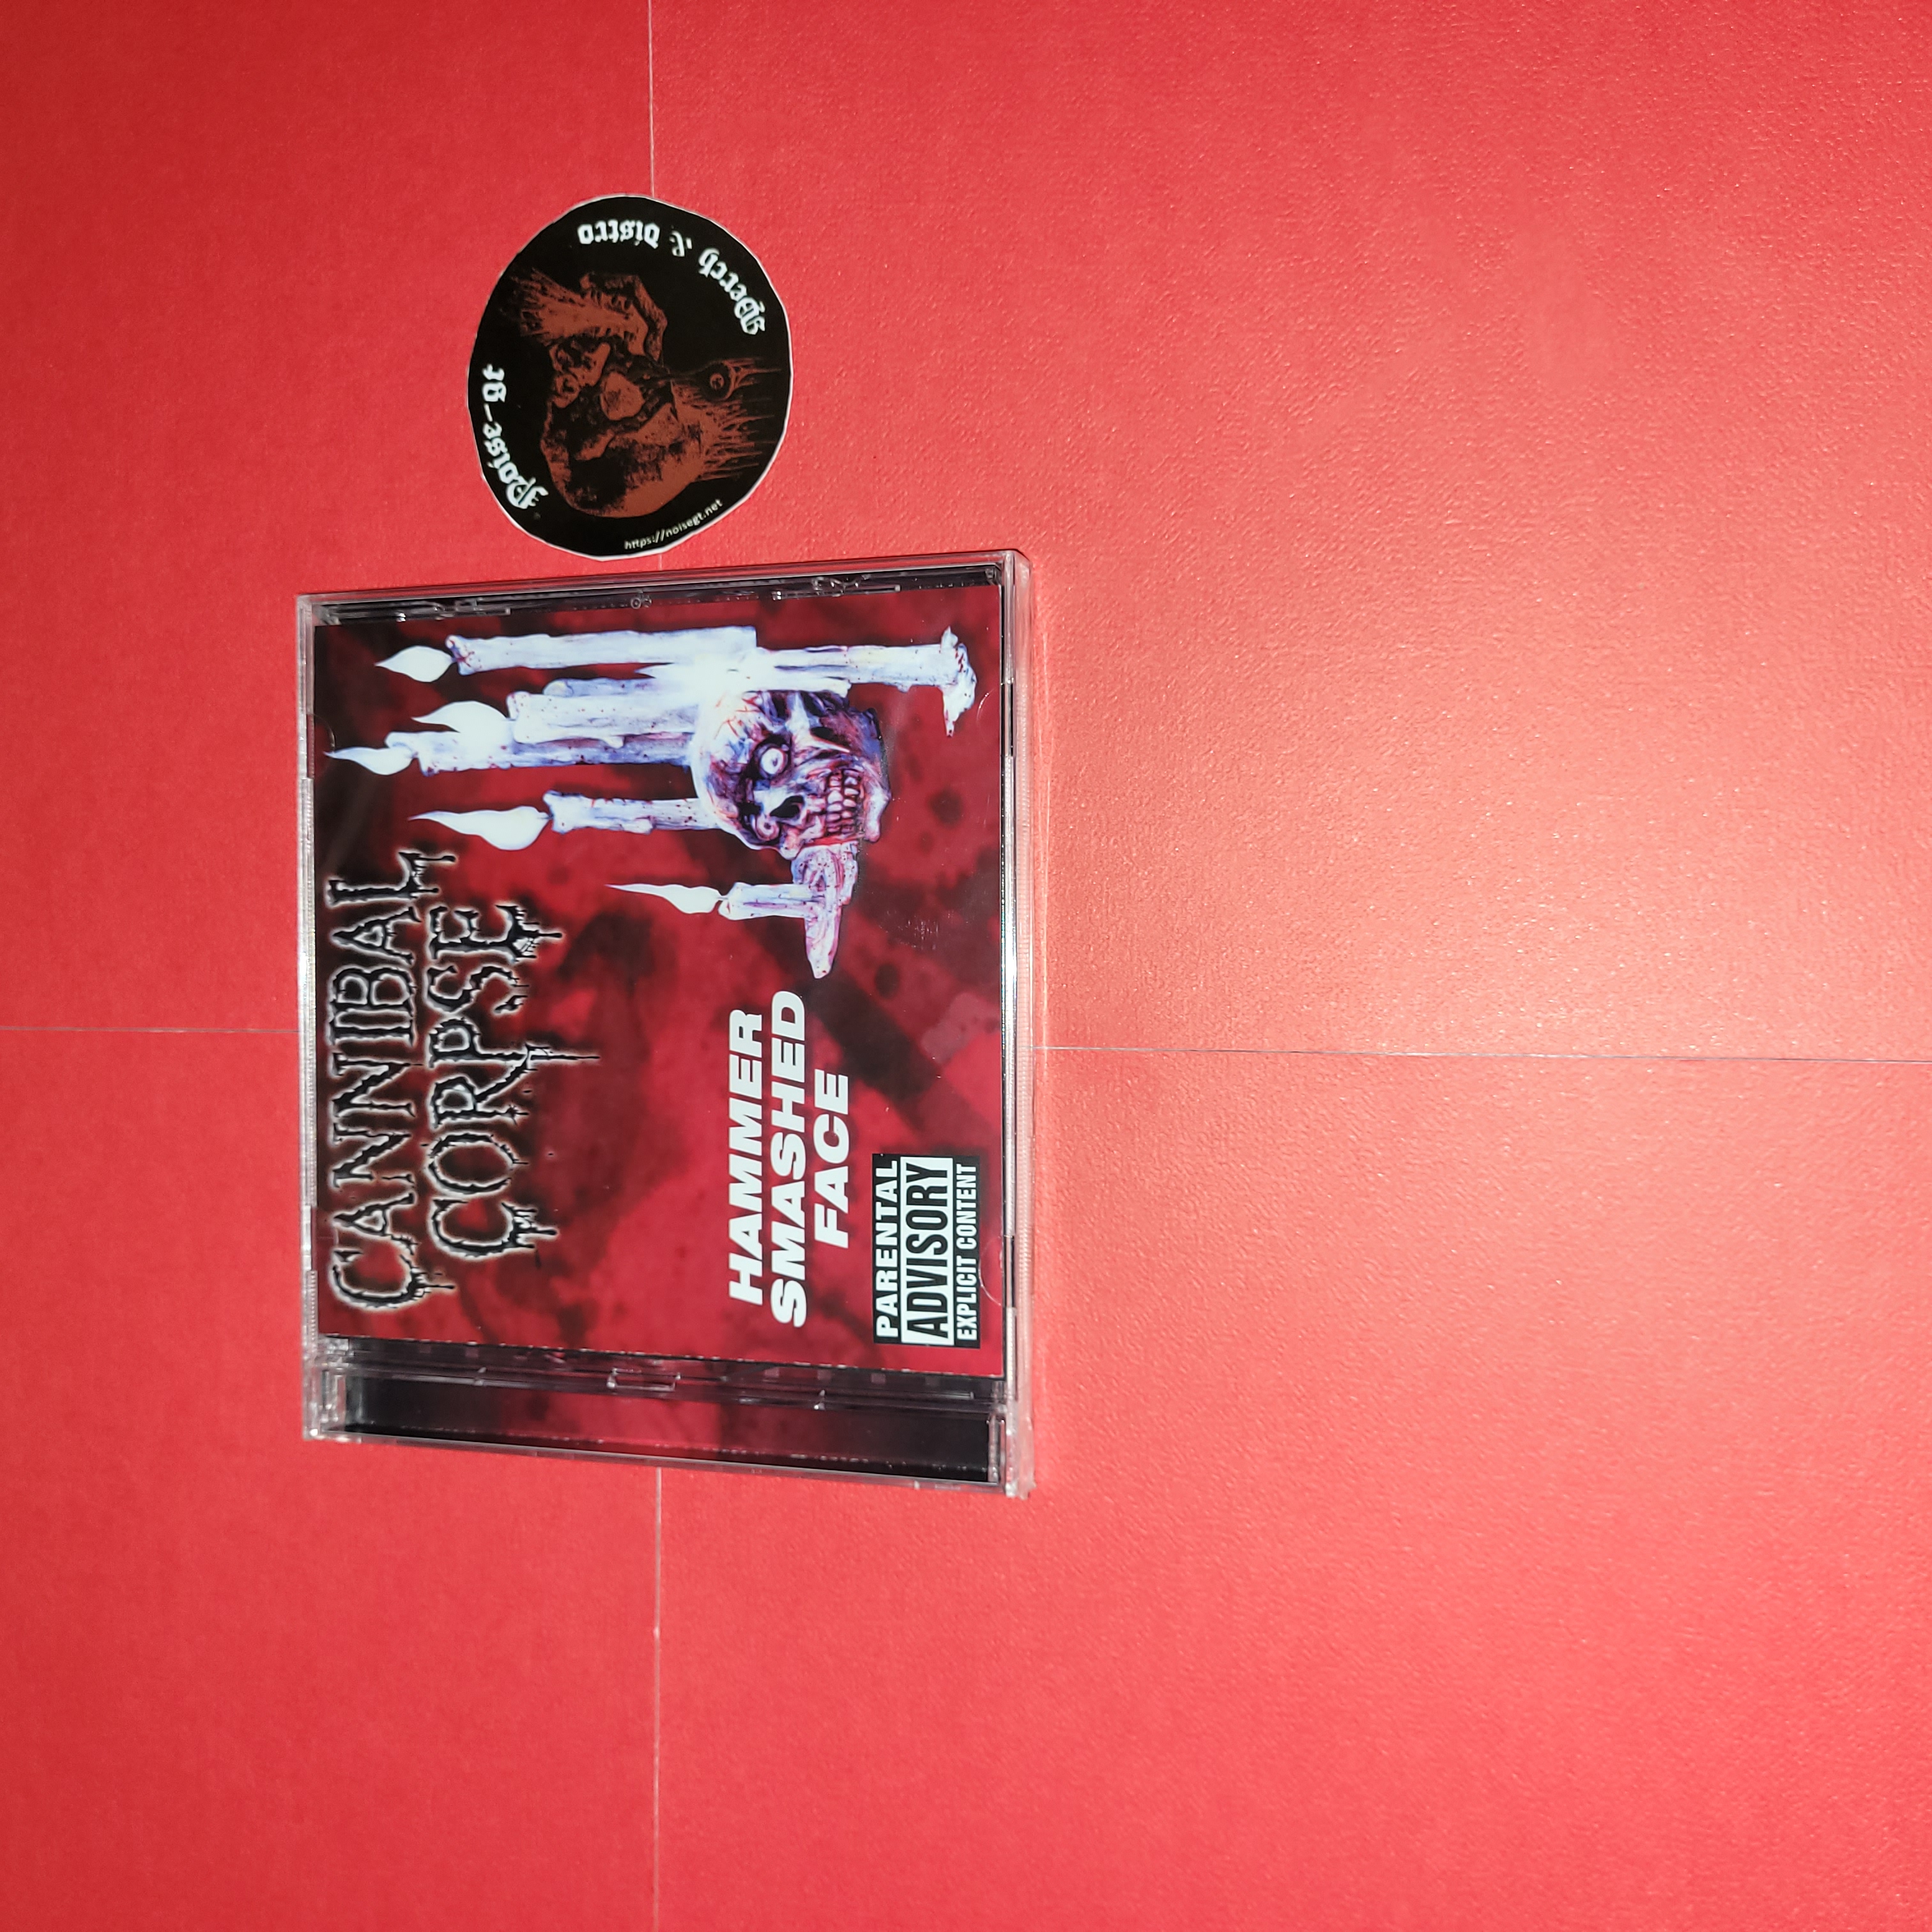 CANNIBAL
CORPSE
HAMMER
SMASHED
FACE
PARENTAL
ADVISORY
EXPLICIT CONTENT
Noise-Gt
Merch & Distro
https://noisegt.net